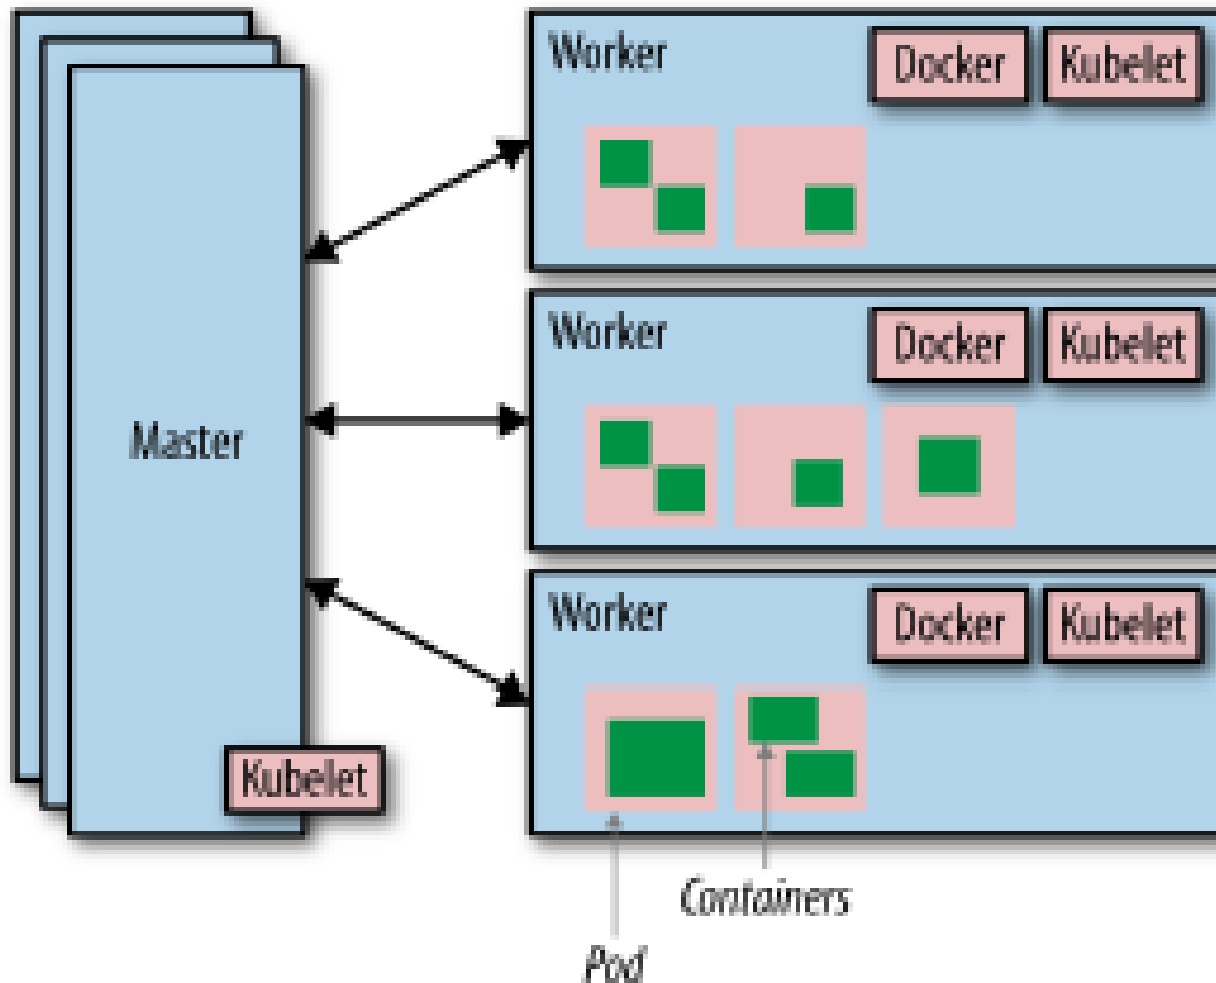 Master
Kubelet
Worker
Docker
Kubelet
Worker
Docker
Kubelet
Worker
Docker
Kubelet
Containers
Pod